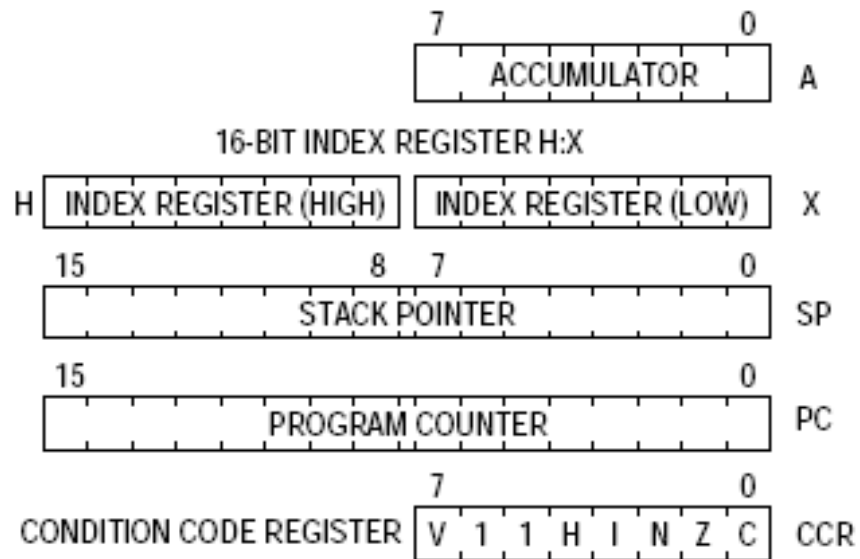 7 0
ACCUMULATOR A
16-BIT INDEX REGISTER H:X
H INDEX REGISTER (HIGH) INDEX REGISTER (LOW) X
15 8 7 0
STACK POINTER SP
15 0
PROGRAM COUNTER PC
7 0
CONDITION CODE REGISTER V 1 1 H I N Z C CCR